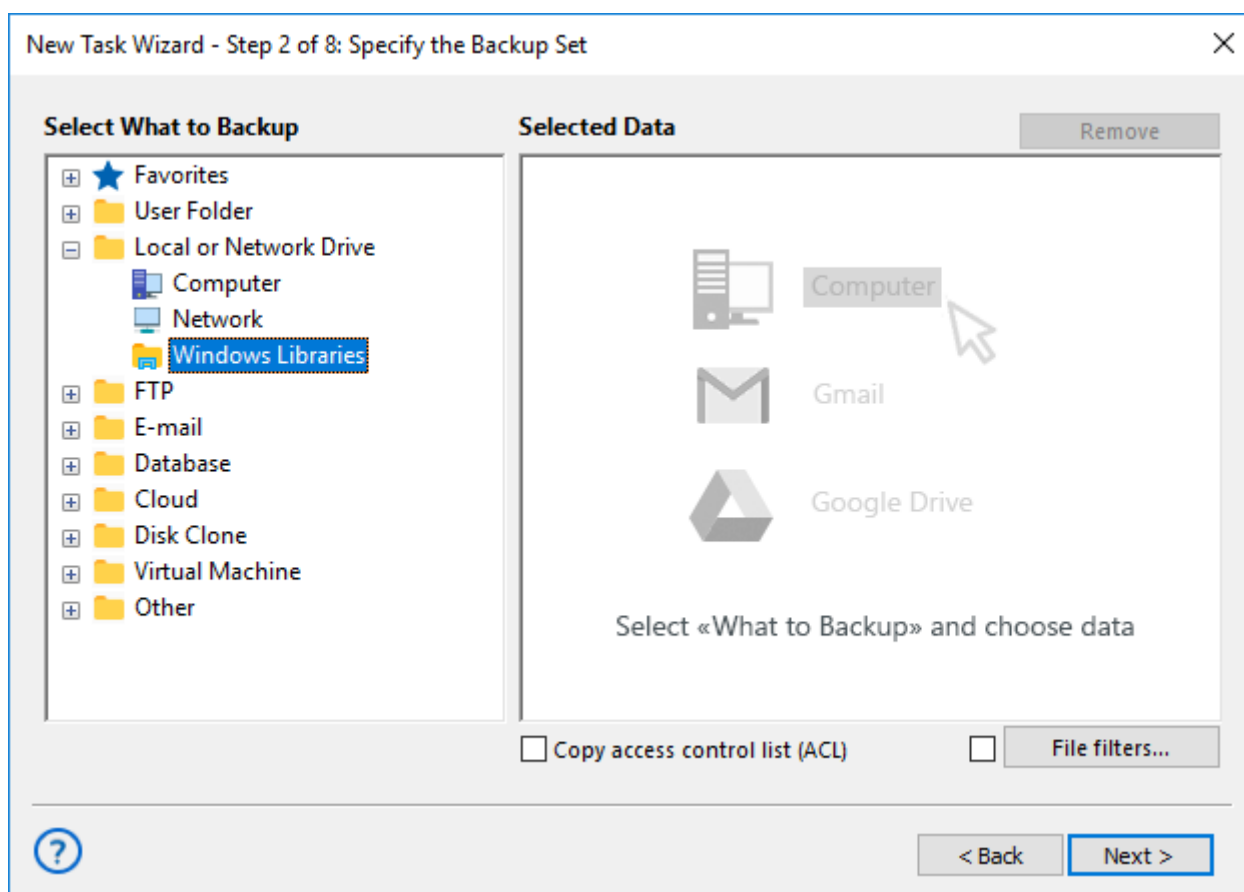 New Task Wizard - Step 2 of 8: Specify the Backup Set
Select What to Backup
Favorites
User Folder
Local or Network Drive
Computer
Network
Windows Libraries
FTP
E-mail
Database
Cloud
Disk Clone
Virtual Machine
Other
Selected Data
Remove
Computer
Gmail
Google Drive
Select «What to Backup» and choose data
Copy access control list (ACL)
File filters...
?
< Back
Next >